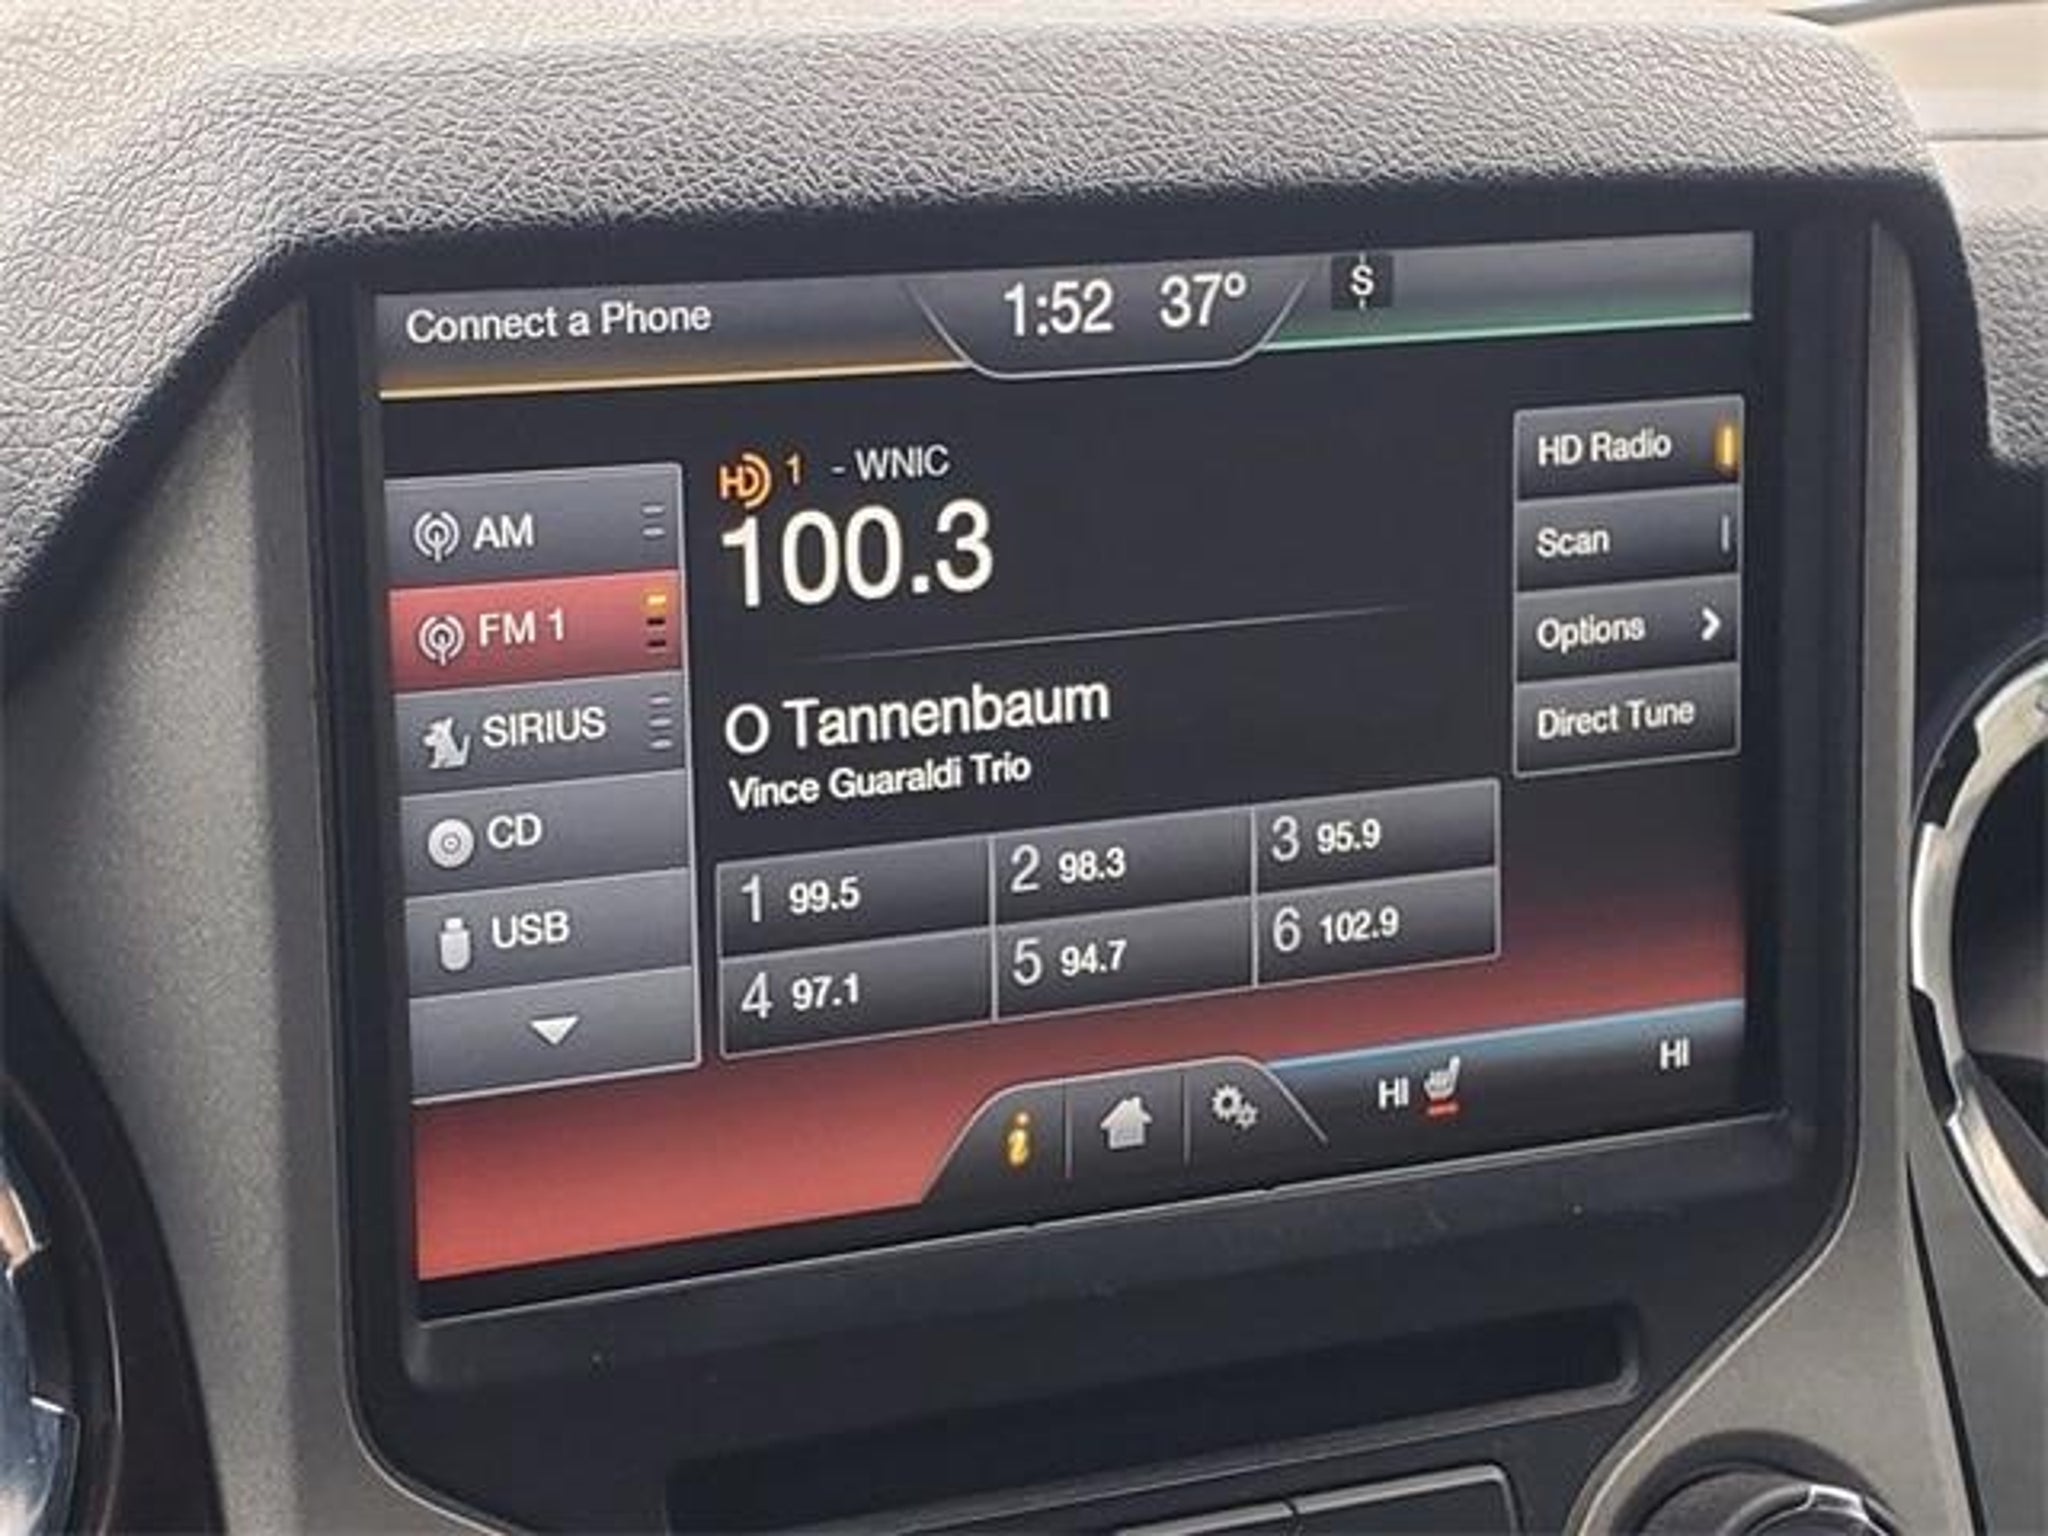 Connect a Phone
1:52 37°
S
HD 1 - WNIC
100.3
AM
FM 1
SIRIUS
CD
USB
O Tannenbaum
Vince Guaraldi Trio
1 99.5
2 98.3
3 95.9
4 97.1
5 94.7
6 102.9
HD Radio
Scan
Options
Direct Tune
i
HI
HI